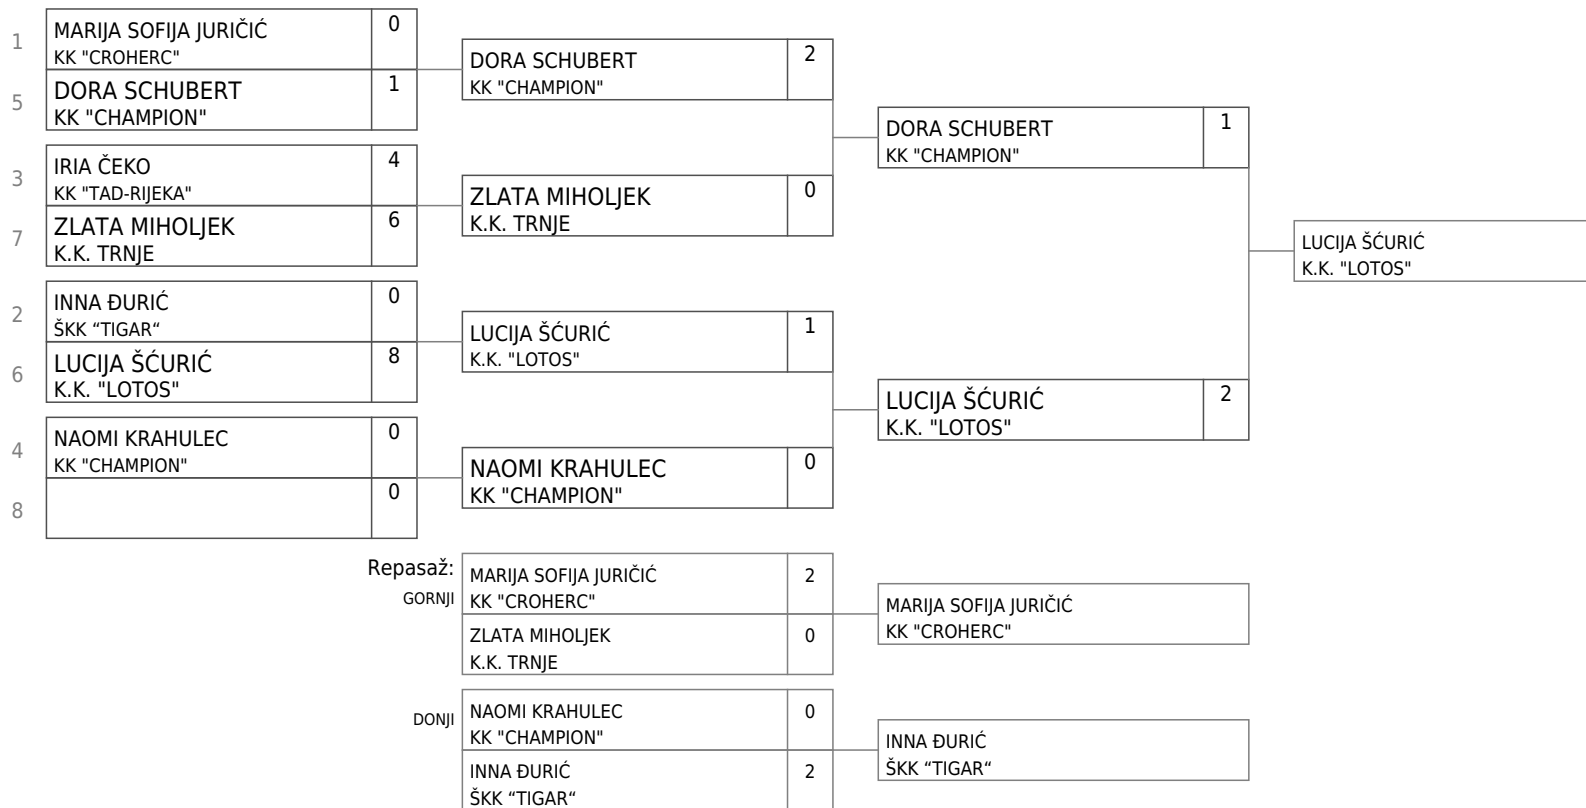 1
MARIJA SOFIJA JURIČIĆ
KK "CROHERC"
0
5
DORA SCHUBERT
KK "CHAMPION"
1
3
IRIA ČEKO
KK "TAD-RIJEKA"
4
7
ZLATA MIHOLJEK
K.K. TRNJE
6
2
INNA ĐURIĆ
ŠKK “TIGAR“
0
6
LUCIJA ŠĆURIĆ
K.K. "LOTOS"
8
4
NAOMI KRAHULEC
KK "CHAMPION"
0
8
0
DORA SCHUBERT
KK "CHAMPION"
2
ZLATA MIHOLJEK
K.K. TRNJE
0
LUCIJA ŠĆURIĆ
K.K. "LOTOS"
1
NAOMI KRAHULEC
KK "CHAMPION"
0
DORA SCHUBERT
KK "CHAMPION"
1
LUCIJA ŠĆURIĆ
K.K. "LOTOS"
2
LUCIJA ŠĆURIĆ
K.K. "LOTOS"
Repasaž:
GORNJI
MARIJA SOFIJA JURIČIĆ
KK "CROHERC"
2
ZLATA MIHOLJEK
K.K. TRNJE
0
MARIJA SOFIJA JURIČIĆ
KK "CROHERC"
DONJI
NAOMI KRAHULEC
KK "CHAMPION"
0
INNA ĐURIĆ
ŠKK “TIGAR“
2
INNA ĐURIĆ
ŠKK “TIGAR“